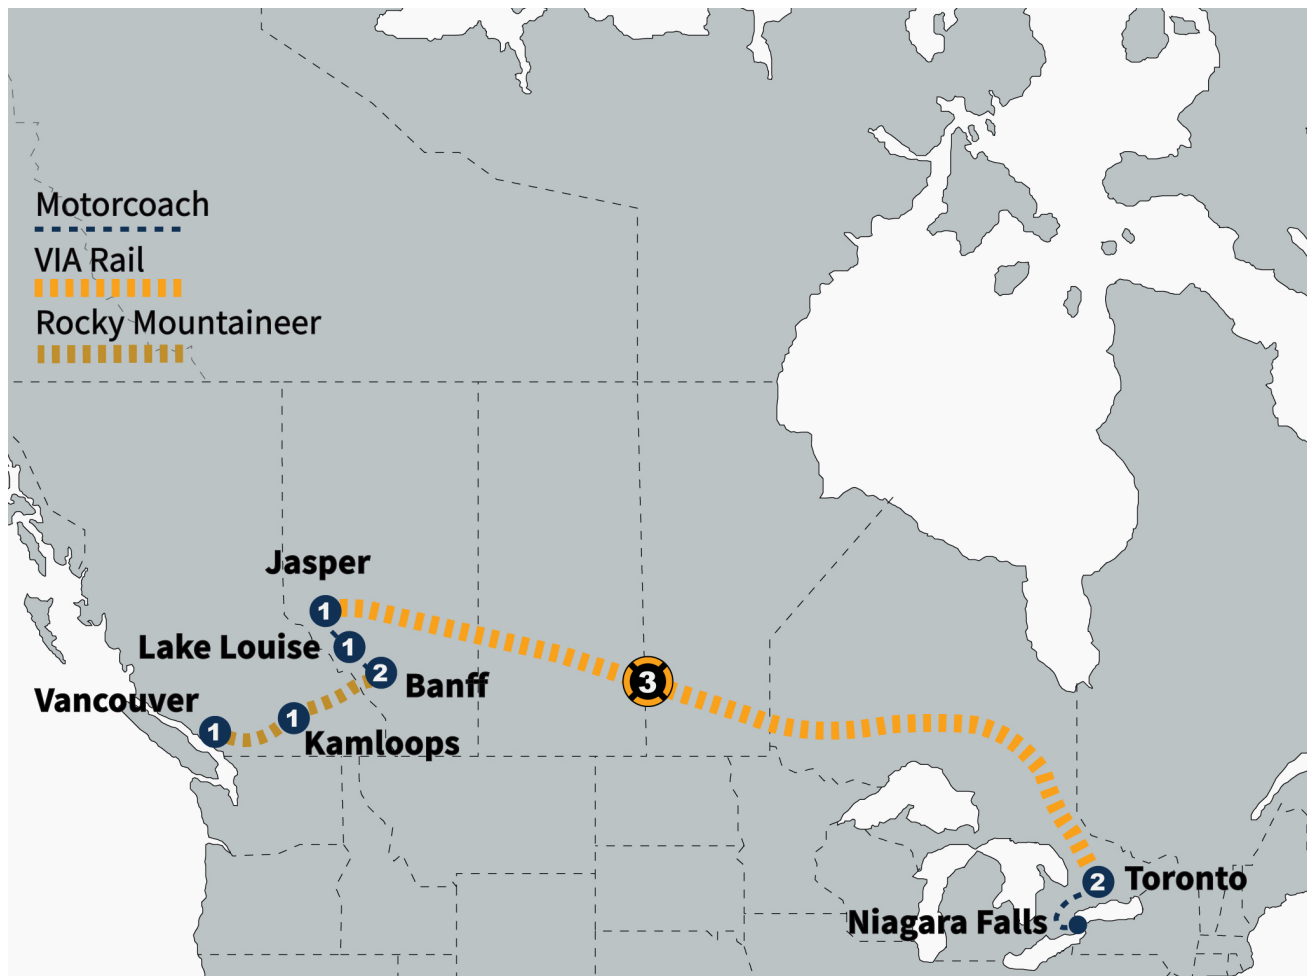 Motorcoach
VIA Rail
Rocky Mountaineer
Jasper
1
Lake Louise 1
2 Banff
3
Vancouver
1
1
Kamloops
2 Toronto
Niagara Falls